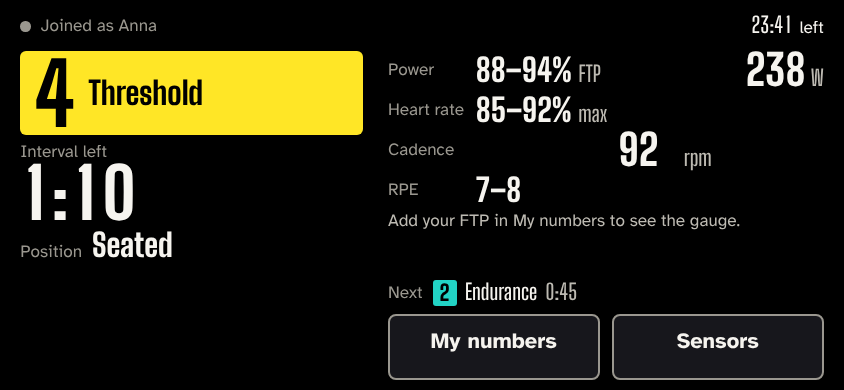 Joined as Anna
23:41 left
4 Threshold
Interval left
1:10
Position Seated
Power 88–94% FTP 238 W
Heart rate 85–92% max
Cadence 92 rpm
RPE 7–8
Add your FTP in My numbers to see the gauge.
Next 2 Endurance 0:45
My numbers
Sensors